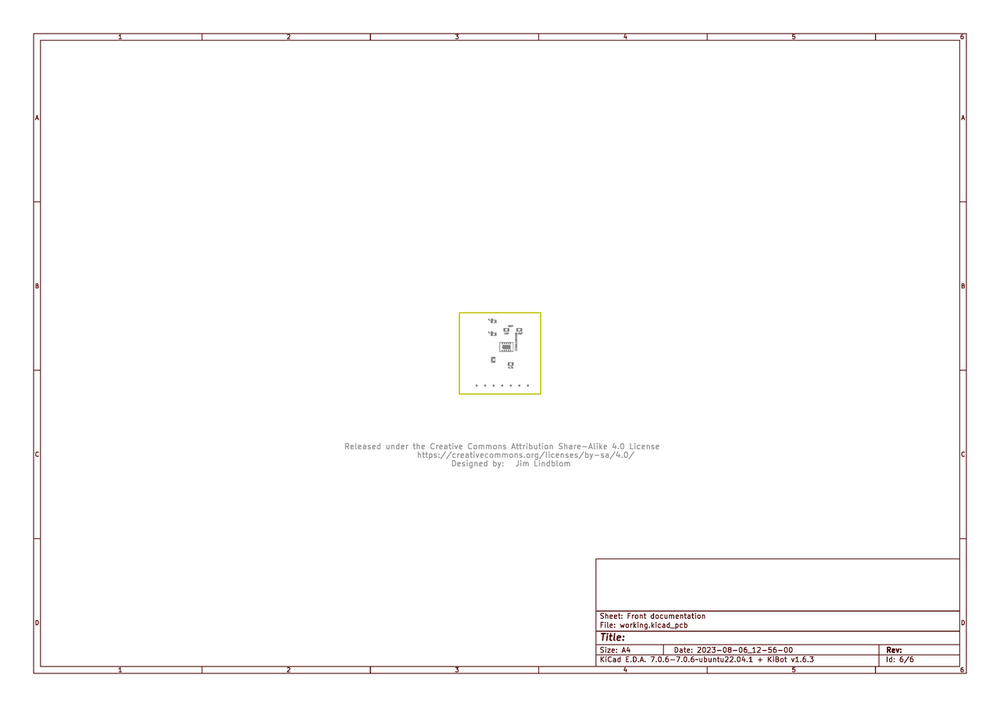 1 2 3 4 5 6
A A
B B
Released under the Creative Commons Attribution Share-Alike 4.0 License
https://creativecommons.org/licenses/by-sa/4.0/
Designed by: Jim Lindblom
C C
Sheet: Front documentation
File: working.kicad_pcb
D D
Title:
Size: A4 Date: 2023-08-06_12-56-00 Rev:
KiCad E.D.A. 7.0.6-7.0.6-ubuntu22.04.1 + KiBot v1.6.3 Id: 6/6
1 2 3 4 5 6